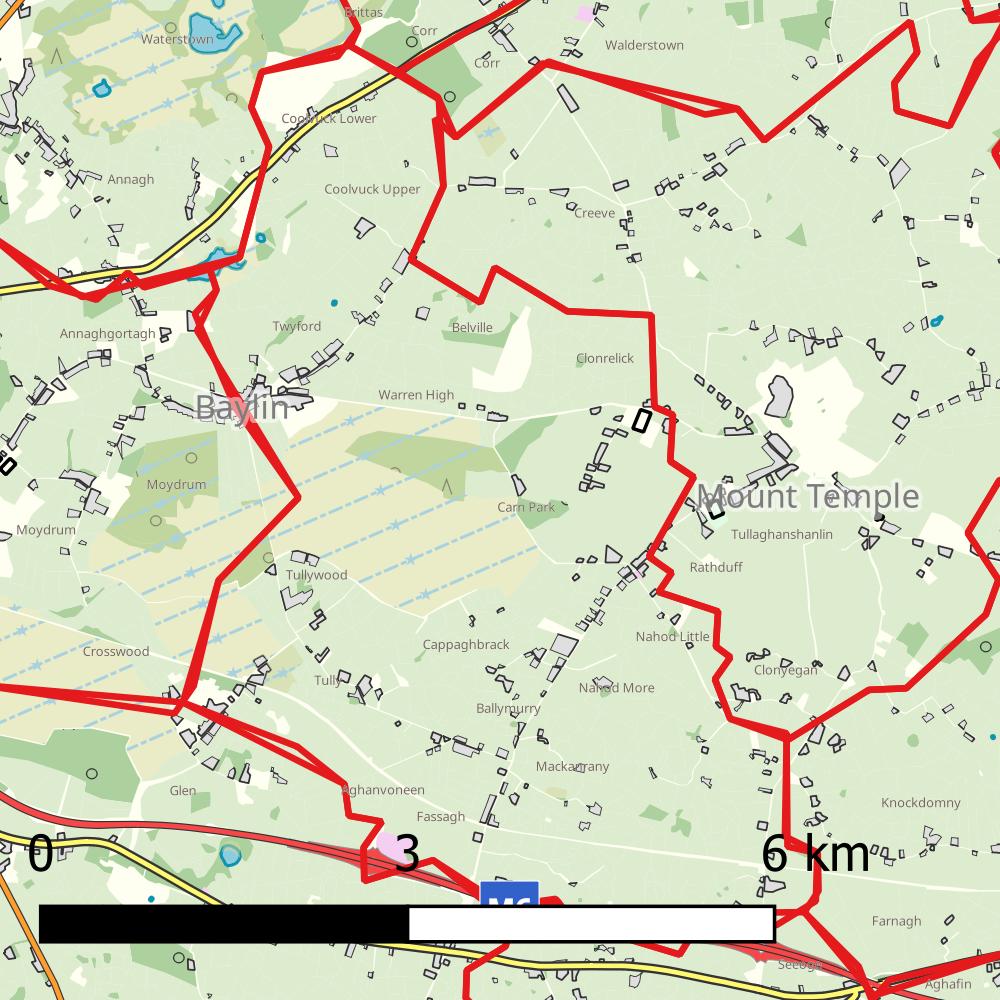 Brittas
Corr
Waterstown
Walderstown
Corr
Coolvuck Lower
Annagh
Coolvuck Upper
Creeve
Twyford
Belville
Annaghgortagh
Clonrelick
Warren High
Baylin
Moydrum
Mount Temple
Carn Park
Moydrum
Tullaghanshanlin
Rathduff
Tullywood
Nahod Little
Cappaghbrack
Crosswood
Clonyegan
Tully
Nahod More
Ballymurry
Mackanrany
Glen
Aghanvoneen
Knockdomny
Fassagh
0 3 6 km
M6
Farnagh
Seeogh
Aghafin